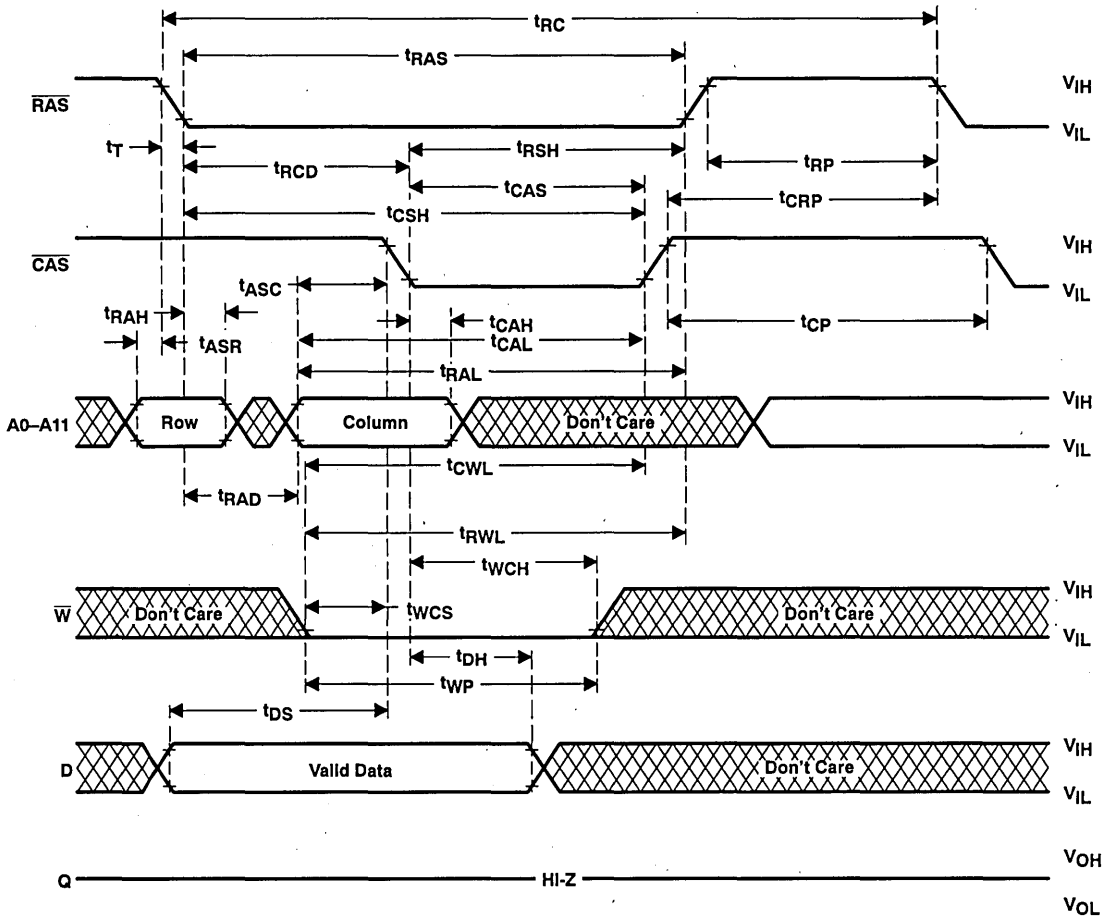 tRC
tRAS
RAS
VIH
VIL
tT
tRSH
tRCD
tRP
tCAS
tCRP
tCSH
CAS
VIH
VIL
tASC
tRAH
tCAH
tCP
tASR
tCAL
tRAL
A0–A11
Row
Column
Don't Care
VIH
VIL
tCWL
tRAD
tRWL
tWCH
W
Don't Care
tWCS
Don't Care
VIH
VIL
tDH
tWP
tDS
D
Valid Data
Don't Care
VIH
VIL
Q
HI-Z
VOH
VOL